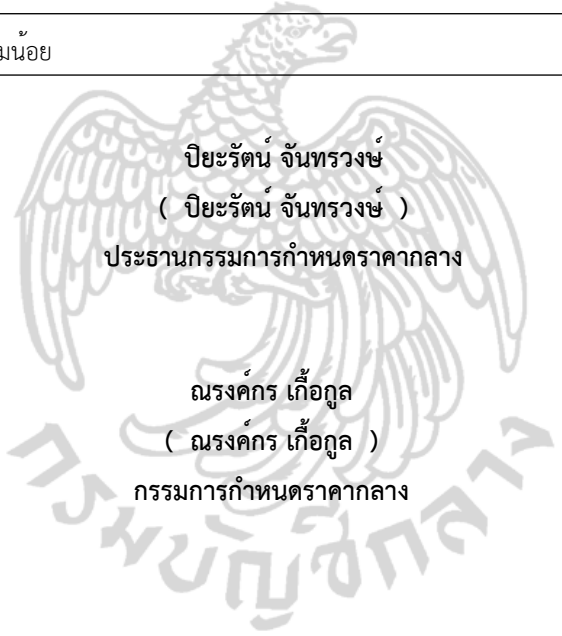 มน้อย
ปิยะรัตน์ จันทรวงษ์
( ปิยะรัตน์ จันทรวงษ์ )
ประธานกรรมการกำหนดราคากลาง
ณรงค์กร เกื้อกูล
( ณรงค์กร เกื้อกูล )
กรรมการกำหนดราคากลาง
กรมบัญชีกลาง